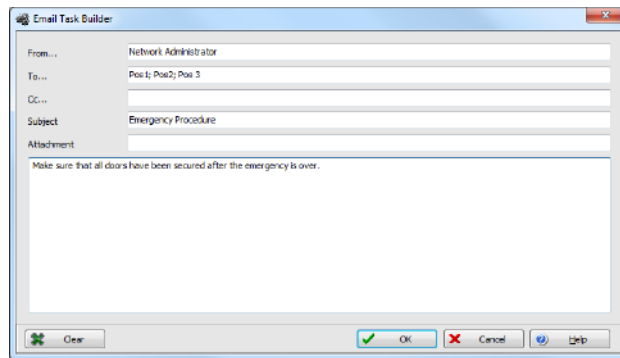 Email Task Builder
From... Network Administrator
To... Pos1; Pos2; Pos 3
CC...
Subject Emergency Procedure
Attachment
Make sure that all doors have been secured after the emergency is over.
Clear OK Cancel Help